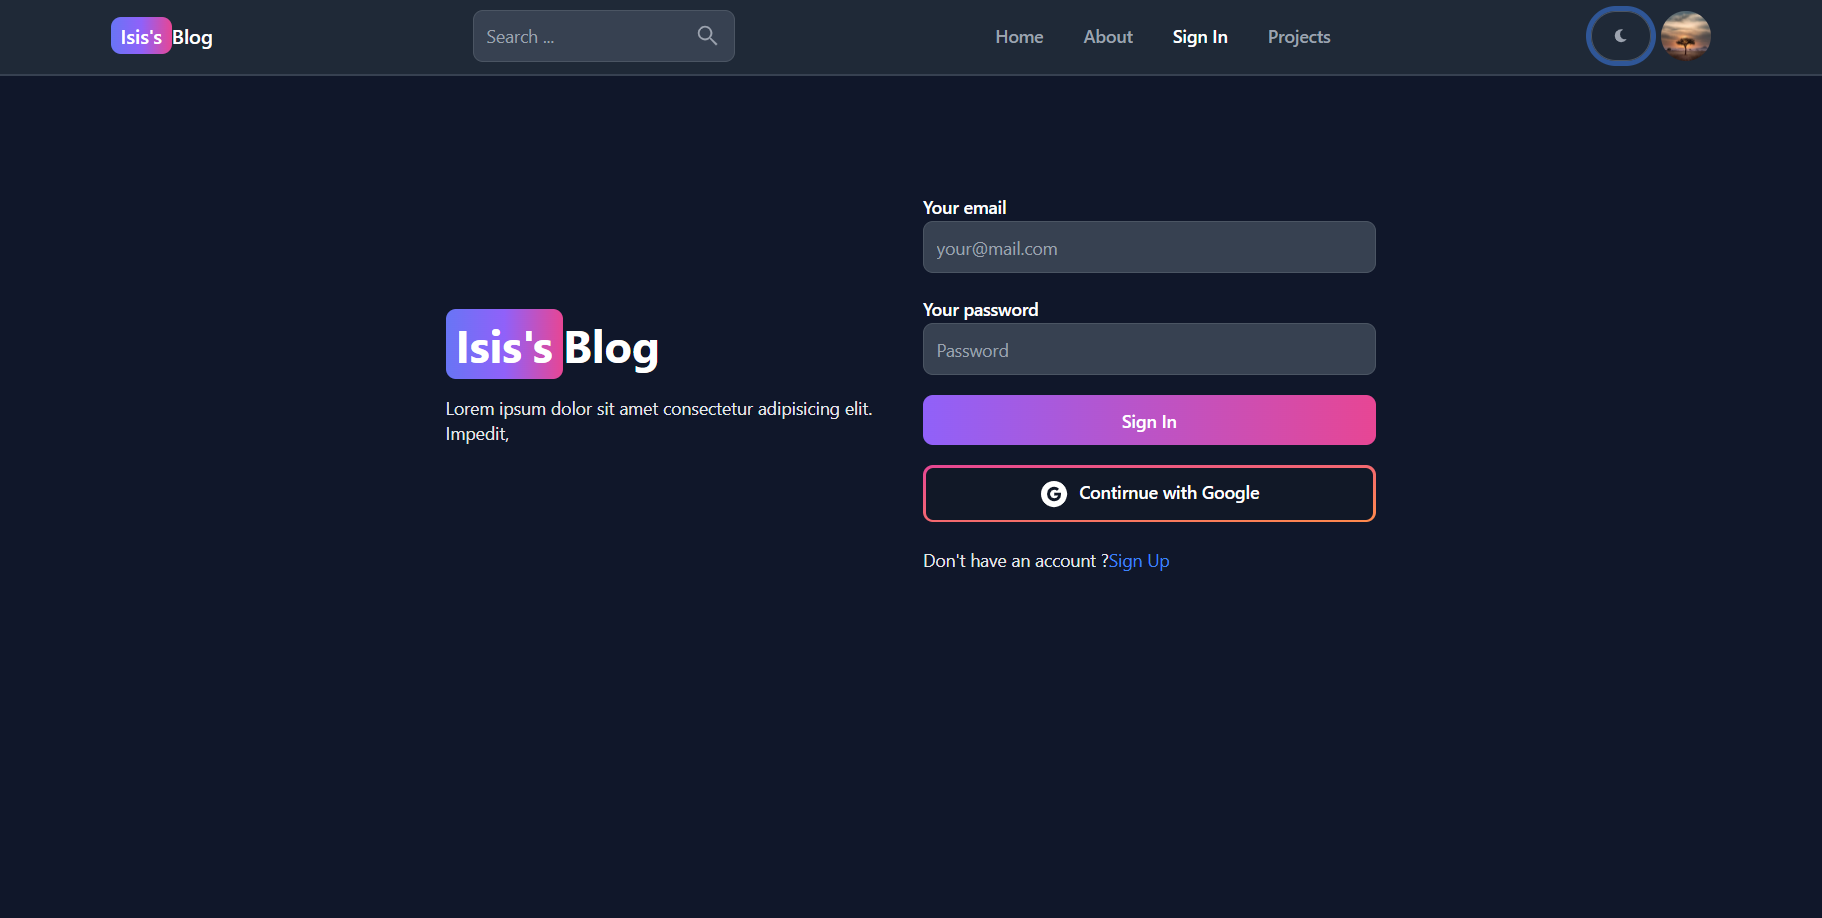 Isis's Blog
Search ...
Home
About
Sign In
Projects
Your email
your@mail.com
Your password
Password
Isis's Blog
Lorem ipsum dolor sit amet consectetur adipisicing elit.
Impedit,
Sign In
G Contirnue with Google
Don't have an account ?Sign Up